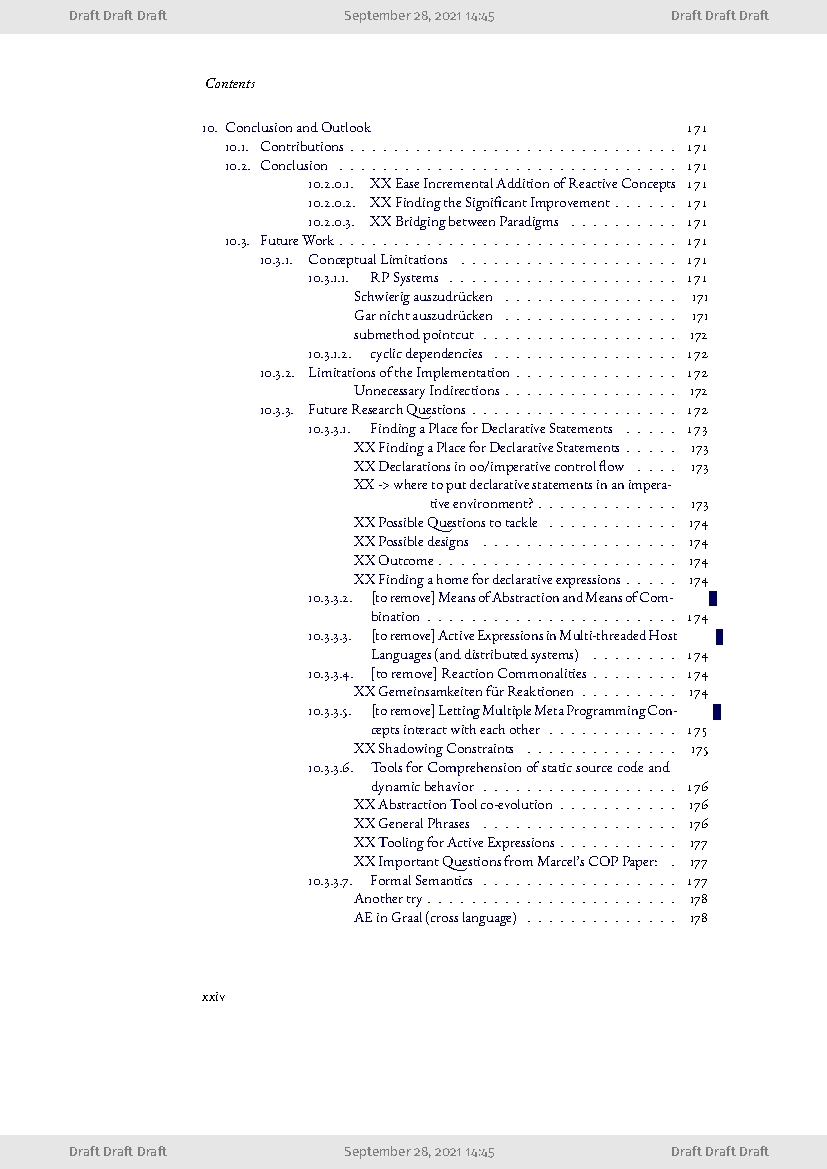 Draft Draft Draft September 28, 2021 14:45 Draft Draft Draft
Contents
10. Conclusion and Outlook 171
10.1. Contributions . . . . . . . . . . . . . . . . . . . . . . . . . . . . . . 171
10.2. Conclusion . . . . . . . . . . . . . . . . . . . . . . . . . . . . . . . 171
10.2.0.1. XX Ease Incremental Addition of Reactive Concepts 171
10.2.0.2. XX Finding the Significant Improvement . . . . . . 171
10.2.0.3. XX Bridging between Paradigms . . . . . . . . . . 171
10.3. Future Work . . . . . . . . . . . . . . . . . . . . . . . . . . . . . . . 171
10.3.1. Conceptual Limitations . . . . . . . . . . . . . . . . . . . . 171
10.3.1.1. RP Systems . . . . . . . . . . . . . . . . . . . . . 171
Schwierig auszudrücken . . . . . . . . . . . . . . . . 171
Gar nicht auszudrücken . . . . . . . . . . . . . . . . 171
submethod pointcut . . . . . . . . . . . . . . . . . . 172
10.3.1.2. cyclic dependencies . . . . . . . . . . . . . . . . . 172
10.3.2. Limitations of the Implementation . . . . . . . . . . . . . . . 172
Unnecessary Indirections . . . . . . . . . . . . . . . . 172
10.3.3. Future Research Questions . . . . . . . . . . . . . . . . . . . 172
10.3.3.1. Finding a Place for Declarative Statements . . . . . 173
XX Finding a Place for Declarative Statements . . . . . 173
XX Declarations in oo/imperative control flow . . . . 173
XX -> where to put declarative statements in an impera-
tive environment? . . . . . . . . . . . . . 173
XX Possible Questions to tackle . . . . . . . . . . . . 174
XX Possible designs . . . . . . . . . . . . . . . . . . 174
XX Outcome . . . . . . . . . . . . . . . . . . . . . . 174
XX Finding a home for declarative expressions . . . . . 174
10.3.3.2. [to remove] Means of Abstraction and Means of Com-
bination . . . . . . . . . . . . . . . . . . . . . . . 174
10.3.3.3. [to remove] Active Expressions in Multi-threaded Host
Languages (and distributed systems) . . . . . . . . 174
10.3.3.4. [to remove] Reaction Commonalities . . . . . . . . 174
XX Gemeinsamkeiten für Reaktionen . . . . . . . . . 174
10.3.3.5. [to remove] Letting Multiple Meta Programming Con-
cepts interact with each other . . . . . . . . . . . . 175
XX Shadowing Constraints . . . . . . . . . . . . . . 175
10.3.3.6. Tools for Comprehension of static source code and
dynamic behavior . . . . . . . . . . . . . . . . . . 176
XX Abstraction Tool co-evolution . . . . . . . . . . . 176
XX General Phrases . . . . . . . . . . . . . . . . . . 176
XX Tooling for Active Expressions . . . . . . . . . . . 177
XX Important Questions from Marcel's COP Paper: . 177
10.3.3.7. Formal Semantics . . . . . . . . . . . . . . . . . . 177
Another try . . . . . . . . . . . . . . . . . . . . . . . 178
AE in Graal (cross language) . . . . . . . . . . . . . . 178
xxiv
Draft Draft Draft September 28, 2021 14:45 Draft Draft Draft